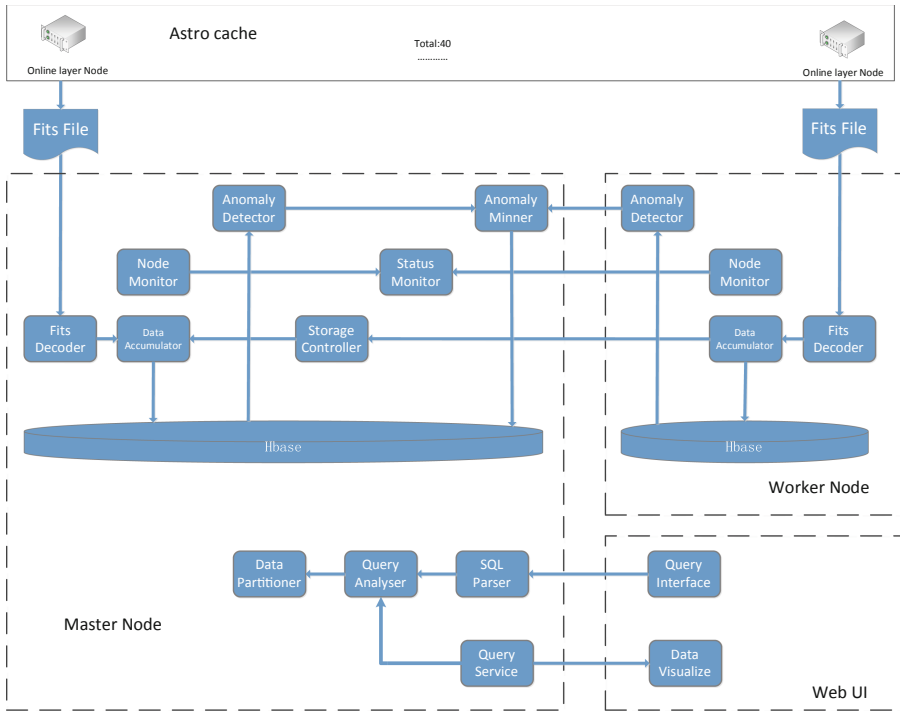 Astro cache
Total:40
............
Online layer Node
Online layer Node
Fits File
Fits File
Anomaly
Detector
Anomaly
Minner
Anomaly
Detector
Node
Monitor
Status
Monitor
Node
Monitor
Fits
Decoder
Data
Accumulator
Storage
Controller
Data
Accumulator
Fits
Decoder
Hbase
Hbase
Worker Node
Data
Partitioner
Query
Analyser
SQL
Parser
Query
Interface
Master Node
Query
Service
Data
Visualize
Web UI